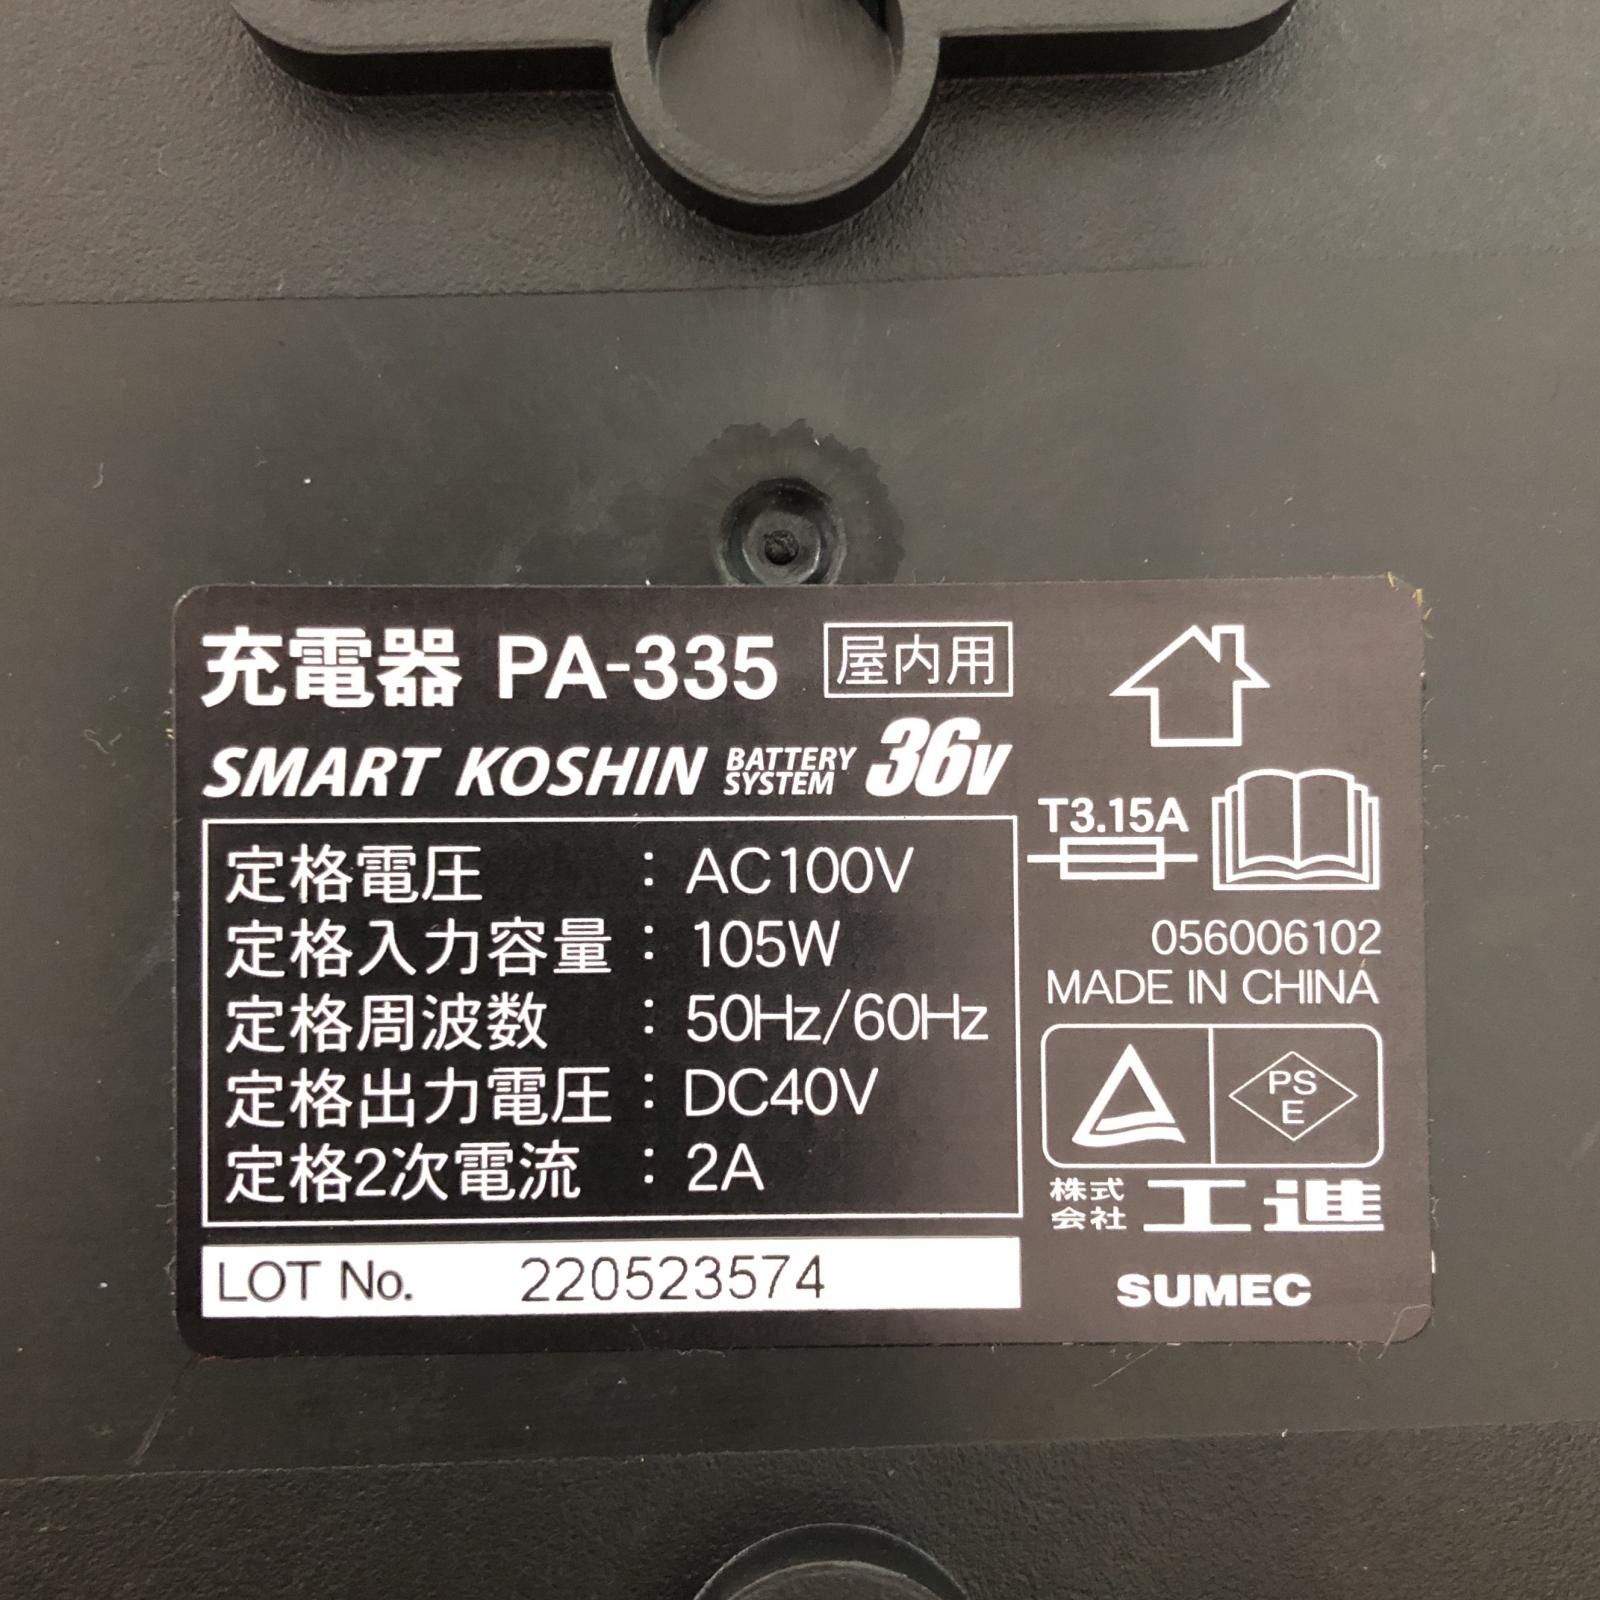 充電器 PA-335 屋内用
SMART KOSHIN BATTERY SYSTEM 36V
定格電圧 : AC100V
定格入力容量 : 105W
定格周波数 : 50Hz/60Hz
定格出力電圧 : DC40V
定格2次電流 : 2A
LOT No. 220523574
T3.15A
056006102
MADE IN CHINA
PS
E
株式会社 工進
SUMEC